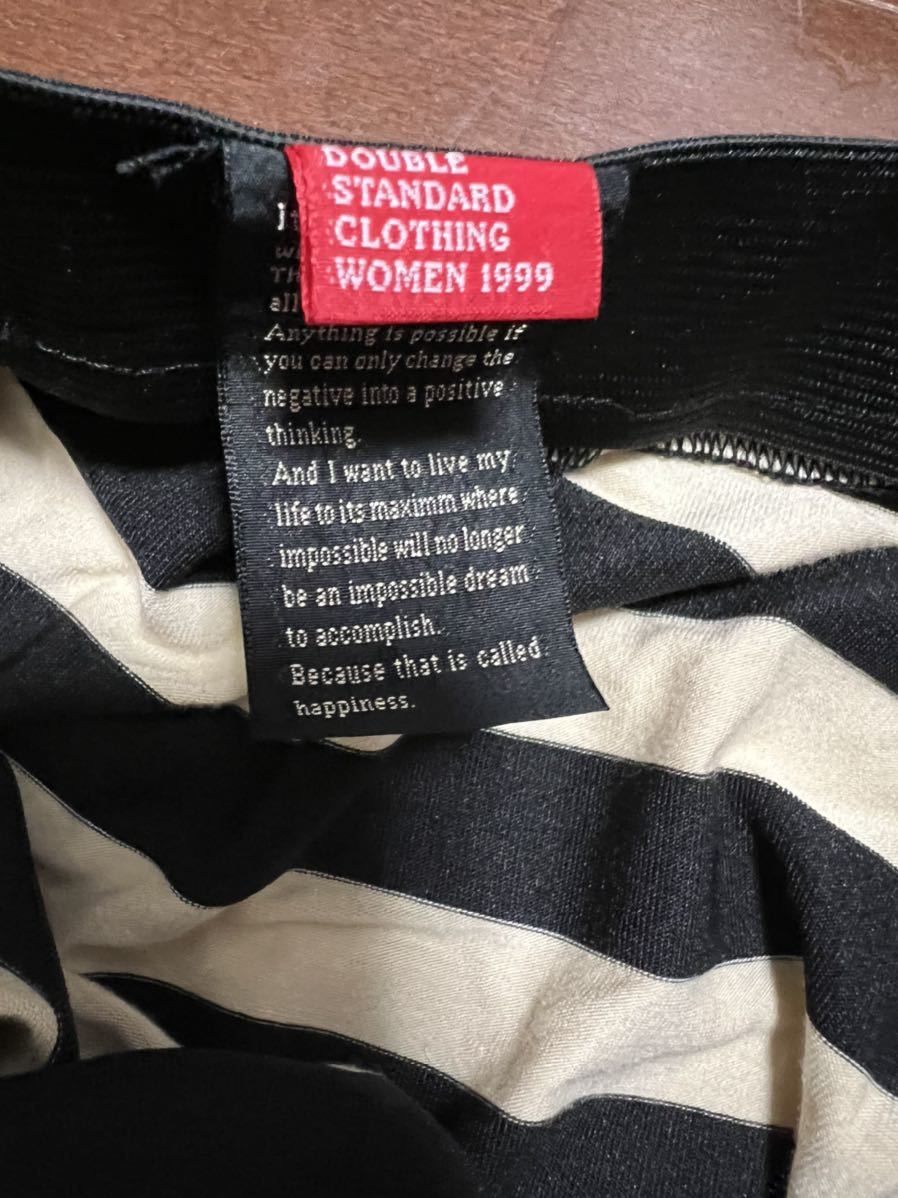 DOUBLE
STANDARD
CLOTHING
WOMEN 1999
all
Anything is possible if
you can only change the
negative into a positive
thinking.
And I want to live my
life to its maximm where
impossible will no longer
be an impossible dream
to accomplish.
Because that is called
happiness.